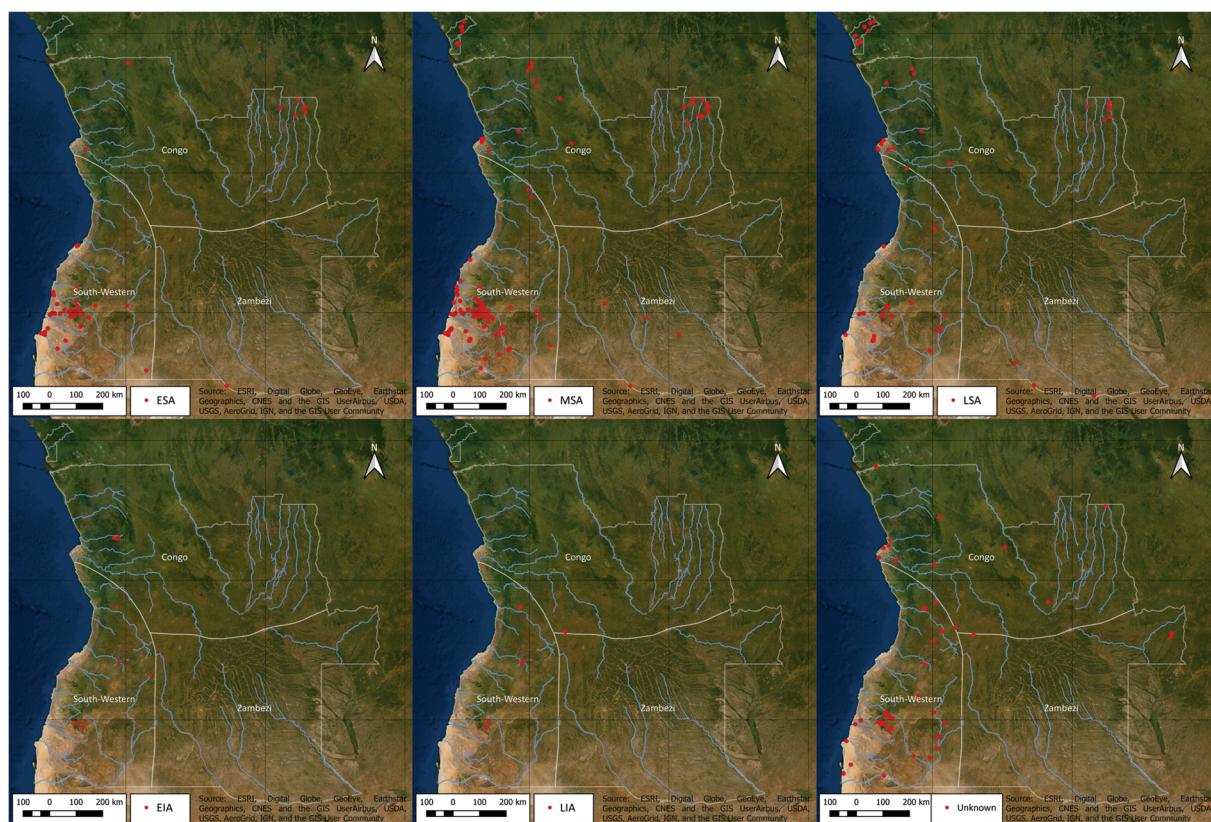 N
Congo
South-Western
Zambezi
100 0 100 200 km
ESA
Source: ESRI, Digital Globe, GeoEye, Earthstar
Geographics, CNES and the GIS UserAirpus, USDA,
USGS, AeroGrid, IGN, and the GIS User Community
N
Congo
South-Western
Zambezi
100 0 100 200 km
MSA
Source: ESRI, Digital Globe, GeoEye, Earthstar
Geographics, CNES and the GIS UserAirpus, USDA,
USGS, AeroGrid, IGN, and the GIS User Community
N
Congo
South-Western
Zambezi
100 0 100 200 km
LSA
Source: ESRI, Digital Globe, GeoEye, Earthstar
Geographics, CNES and the GIS UserAirpus, USDA,
USGS, AeroGrid, IGN, and the GIS User Community
N
Congo
South-Western
Zambezi
100 0 100 200 km
EIA
Source: ESRI, Digital Globe, GeoEye, Earthstar
Geographics, CNES and the GIS UserAirpus, USDA,
USGS, AeroGrid, IGN, and the GIS User Community
N
Congo
South-Western
Zambezi
100 0 100 200 km
LIA
Source: ESRI, Digital Globe, GeoEye, Earthstar
Geographics, CNES and the GIS UserAirpus, USDA,
USGS, AeroGrid, IGN, and the GIS User Community
N
Congo
South-Western
Zambezi
100 0 100 200 km
Unknown
Source: ESRI, Digital Globe, GeoEye, Earthstar
Geographics, CNES and the GIS UserAirpus, USDA,
USGS, AeroGrid, IGN, and the GIS User Community